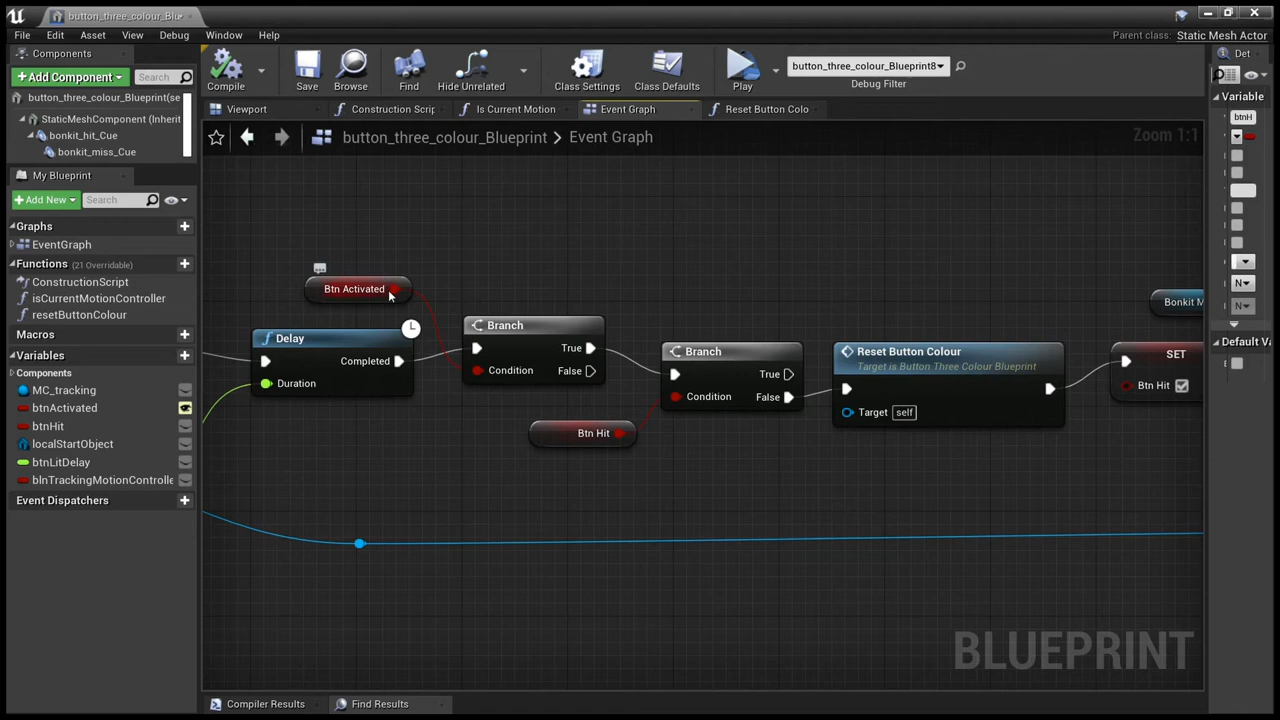 button_three_colour_Blu
File Edit Asset View Debug Window Help
Parent class: Static Mesh Actor
Components
Det
+Add Component
Search
button_three_colour_Blueprint(se
StaticMeshComponent (Inherit
bonkit_hit_Cue
bonkit_miss_Cue
Compile
Save
Browse
Find
Hide Unrelated
Class Settings
Class Defaults
Play
button_three_colour_Blueprint8
Debug Filter
Viewport
Construction Scrip
Is Current Motion
Event Graph
Reset Button Colo
button_three_colour_Blueprint > Event Graph
Zoom 1:1
My Blueprint
+Add New
Search
Graphs
EventGraph
Functions (21 Overridable)
ConstructionScript
isCurrentMotionController
resetButtonColour
Macros
Variables
Components
MC_tracking
btnActivated
btnHit
localStartObject
btnLitDelay
blnTrackingMotionControlle
Event Dispatchers
Btn Activated
Delay
Completed
Duration
Branch
True
Condition
False
Branch
True
Condition
False
Btn Hit
Reset Button Colour
Target is Button Three Colour Blueprint
Target self
Bonkit M
SET
Btn Hit
BLUEPRINT
Variable
btnH
N
N
Default V
Compiler Results
Find Results